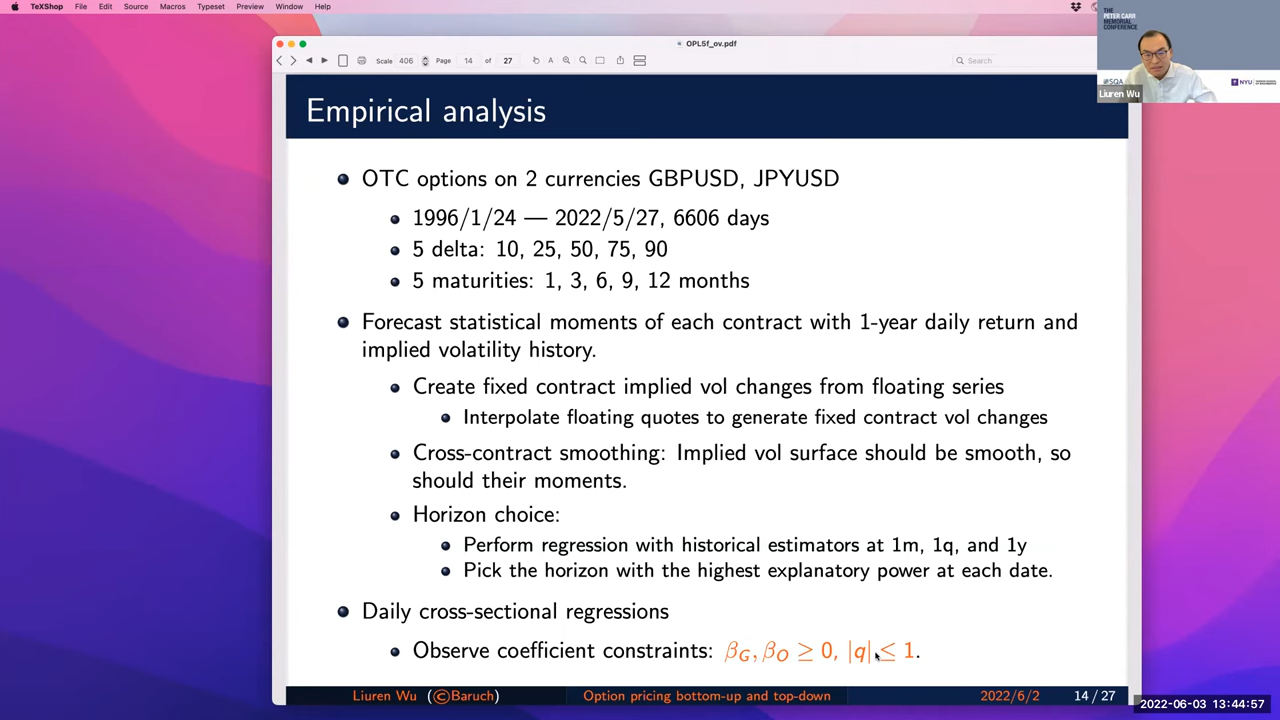 TeXShop File Edit Source Macros Typeset Preview Window Help
THE
PETER CARR
MEMORIAL
CONFERENCE
SQA
NYU
Liuren Wu
OPL5f_ov.pdf
Scale 406 Page 14 of 27 Search
Empirical analysis
OTC options on 2 currencies GBPUSD, JPYUSD
1996/1/24 — 2022/5/27, 6606 days
5 delta: 10, 25, 50, 75, 90
5 maturities: 1, 3, 6, 9, 12 months
Forecast statistical moments of each contract with 1-year daily return and
implied volatility history.
Create fixed contract implied vol changes from floating series
Interpolate floating quotes to generate fixed contract vol changes
Cross-contract smoothing: Implied vol surface should be smooth, so
should their moments.
Horizon choice:
Perform regression with historical estimators at 1m, 1q, and 1y
Pick the horizon with the highest explanatory power at each date.
Daily cross-sectional regressions
Observe coefficient constraints: β_G, β_O ≥ 0, |q| ≤ 1.
Liuren Wu (©Baruch) Option pricing bottom-up and top-down 2022/6/2 14 / 27
2022-06-03 13:44:57